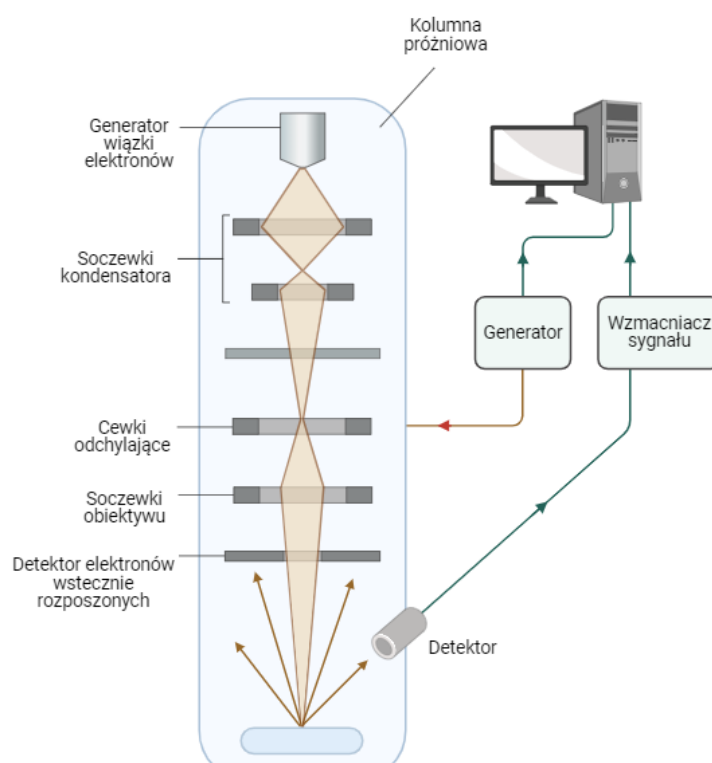 Kolumna
próżniowa
Generator
wiązki
elektronów
Soczewki
kondensatora
Generator
Wzmacniacz
sygnału
Cewki
odchylające
Soczewki
obiektywu
Detektor elektronów
wstecznie
rozposzonych
Detektor